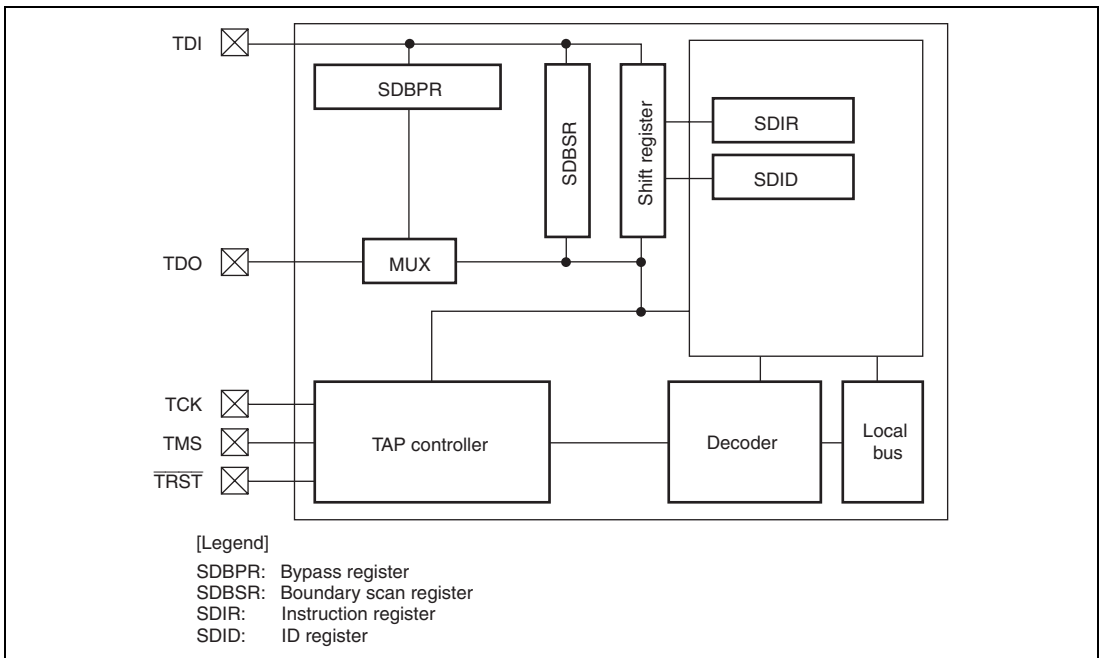 TDI
SDBPR
SDBSR
Shift register
SDIR
SDID
TDO
MUX
TCK
TMS
TRST
TAP controller
Decoder
Local
bus
[Legend]
SDBPR: Bypass register
SDBSR: Boundary scan register
SDIR: Instruction register
SDID: ID register